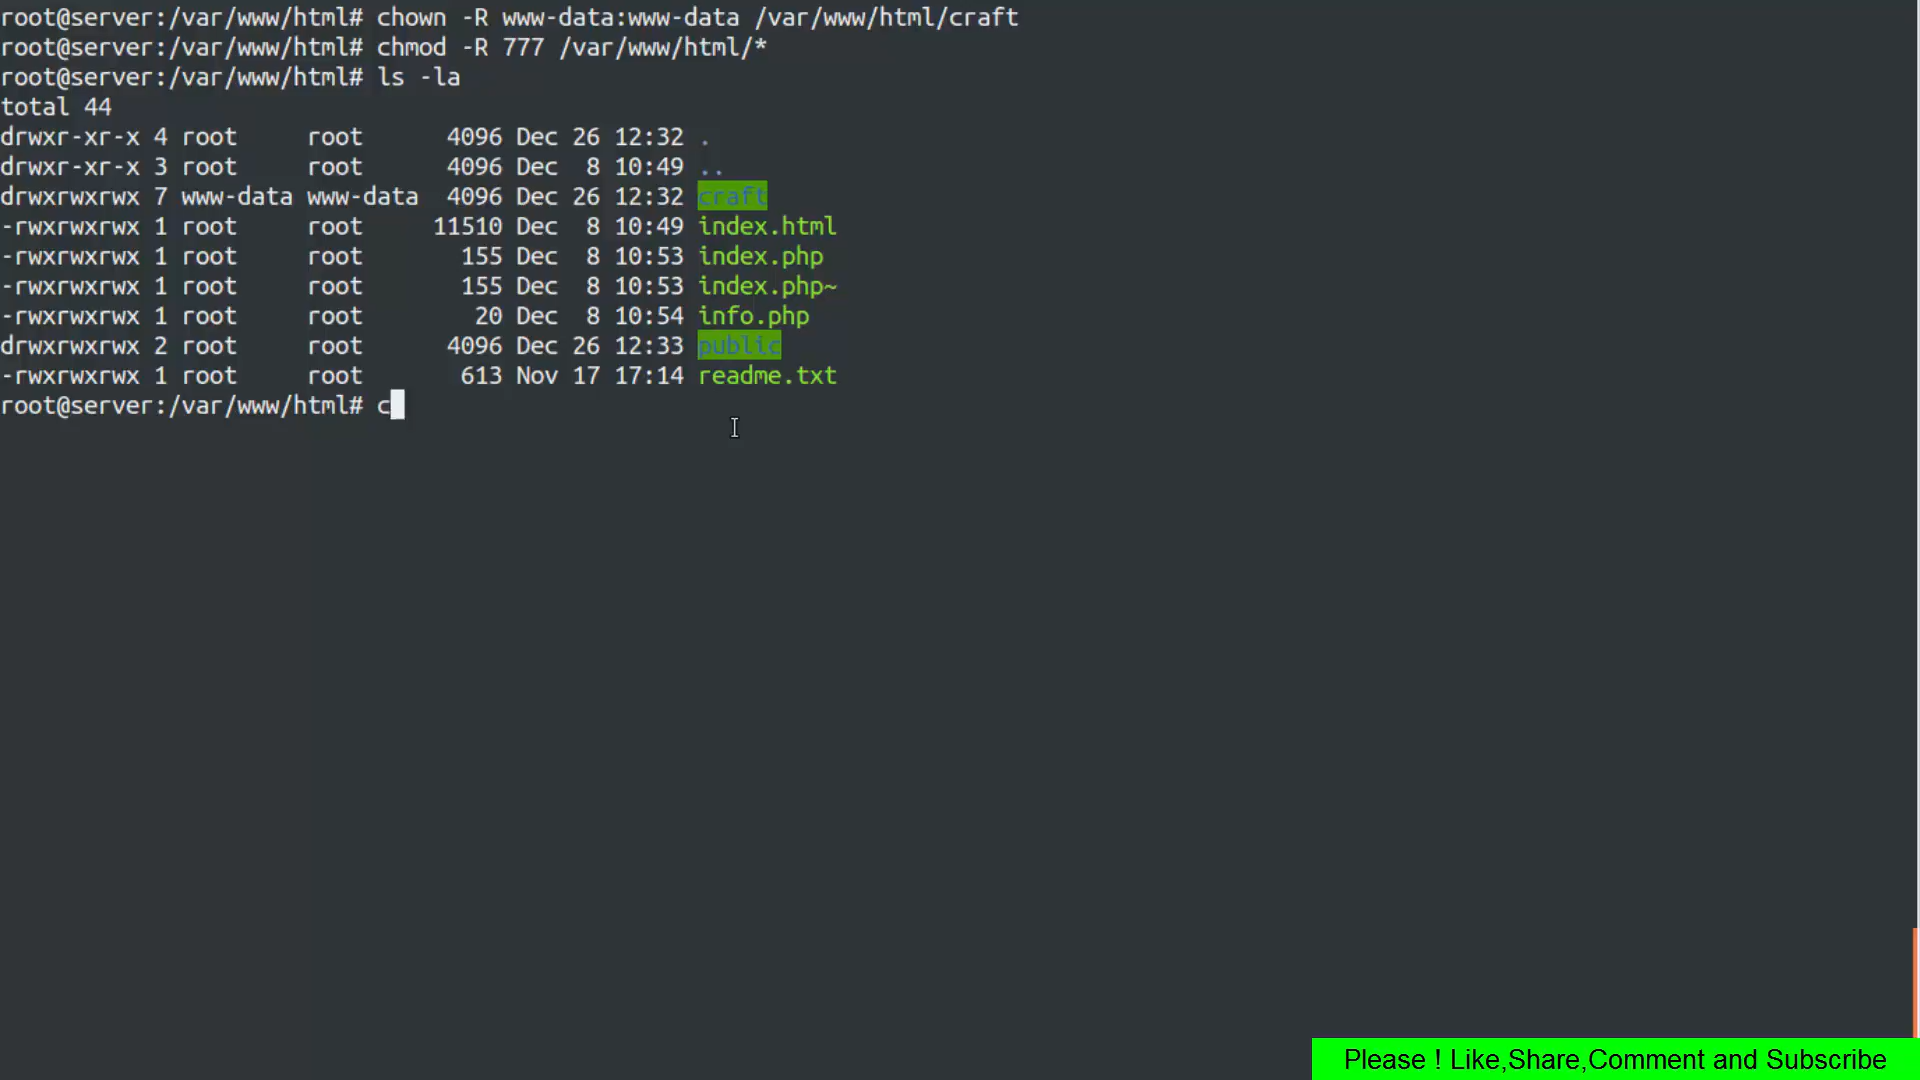 root@server:/var/www/html# chown -R www-data:www-data /var/www/html/craft
root@server:/var/www/html# chmod -R 777 /var/www/html/*
root@server:/var/www/html# ls -la
total 44
drwxr-xr-x 4 root     root      4096 Dec 26 12:32 .
drwxr-xr-x 3 root     root      4096 Dec  8 10:49 ..
drwxrwxrwx 7 www-data www-data  4096 Dec 26 12:32 craft
-rwxrwxrwx 1 root     root     11510 Dec  8 10:49 index.html
-rwxrwxrwx 1 root     root       155 Dec  8 10:53 index.php
-rwxrwxrwx 1 root     root       155 Dec  8 10:53 index.php~
-rwxrwxrwx 1 root     root        20 Dec  8 10:54 info.php
drwxrwxrwx 2 root     root      4096 Dec 26 12:33 public
-rwxrwxrwx 1 root     root       613 Nov 17 17:14 readme.txt
root@server:/var/www/html# c
Please ! Like,Share,Comment and Subscribe